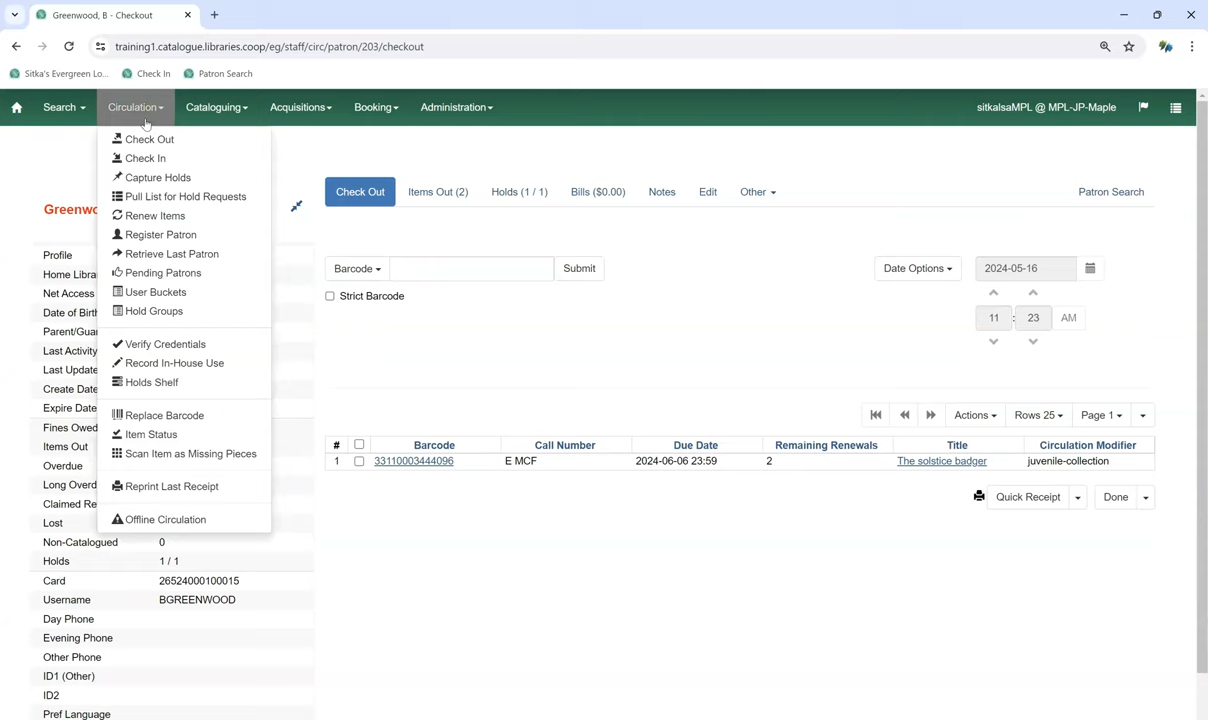 Greenwood, B - Checkout
training1.catalogue.libraries.coop/eg/staff/circ/patron/203/checkout
Sitka's Evergreen Lo... Check In Patron Search
Search Circulation Cataloguing Acquisitions Booking Administration sitkalsaMPL @ MPL-JP-Maple
Check Out
Check In
Capture Holds
Pull List for Hold Requests
Renew Items
Register Patron
Retrieve Last Patron
Pending Patrons
User Buckets
Hold Groups
Verify Credentials
Record In-House Use
Holds Shelf
Replace Barcode
Item Status
Scan Item as Missing Pieces
Reprint Last Receipt
Offline Circulation
Greenwo
Profile
Home Libra
Net Access
Date of Birth
Parent/Gua
Last Activity
Last Update
Create Date
Expire Date
Fines Owed
Items Out
Overdue
Long Overd
Claimed Re
Lost
Non-Catalogued 0
Holds 1 / 1
Card 26524000100015
Username BGREENWOOD
Day Phone
Evening Phone
Other Phone
ID1 (Other)
ID2
Pref Language
Check Out Items Out (2) Holds (1 / 1) Bills ($0.00) Notes Edit Other Patron Search
Barcode Submit Date Options 2024-05-16
Strict Barcode
11 : 23 AM
Actions Rows 25 Page 1
# Barcode Call Number Due Date Remaining Renewals Title Circulation Modifier
1 33110003444096 E MCF 2024-06-06 23:59 2 The solstice badger juvenile-collection
Quick Receipt Done